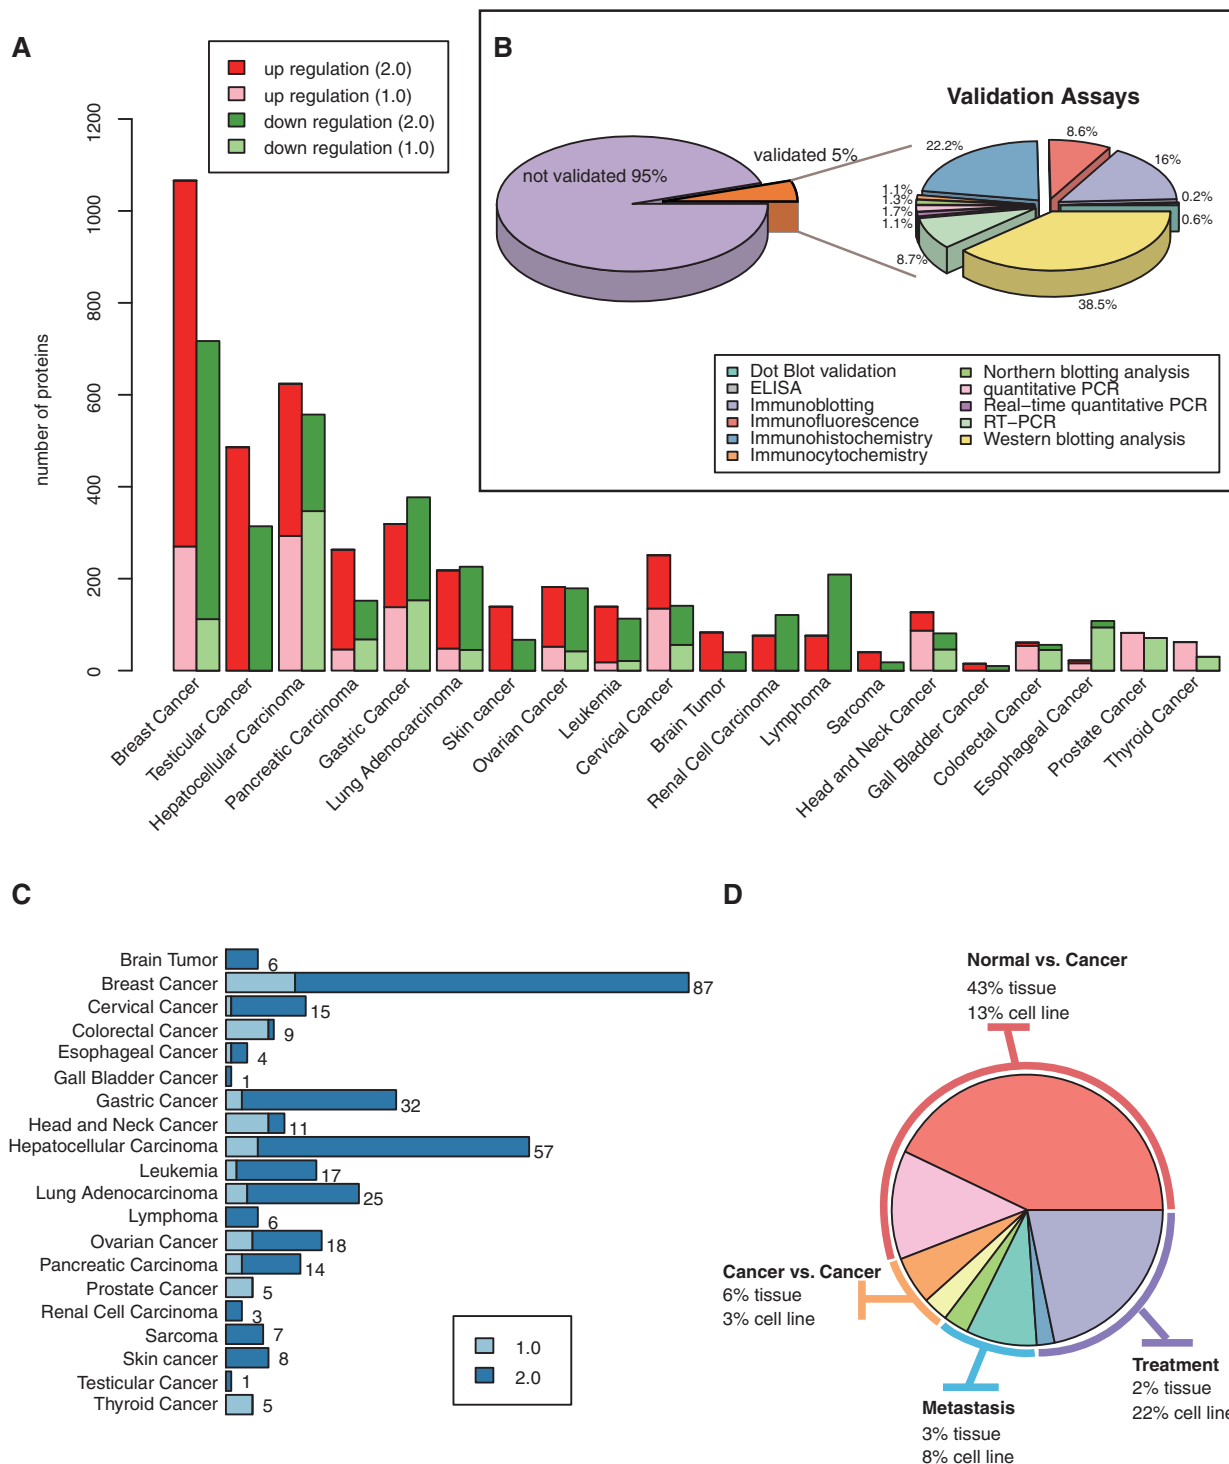 A
up regulation (2.0)
up regulation (1.0)
down regulation (2.0)
down regulation (1.0)
number of proteins
1200
1000
800
600
400
200
0
Breast Cancer
Testicular Cancer
Hepatocellular Carcinoma
Pancreatic Carcinoma
Gastric Cancer
Lung Adenocarcinoma
Skin cancer
Ovarian Cancer
Leukemia
Cervical Cancer
Brain Tumor
Renal Cell Carcinoma
Lymphoma
Sarcoma
Head and Neck Cancer
Gall Bladder Cancer
Colorectal Cancer
Esophageal Cancer
Prostate Cancer
Thyroid Cancer
B
not validated 95%
validated 5%
Validation Assays
8.6%
22.2%
16%
1.1%
1.3%
1.7%
1.1%
0.2%
0.6%
8.7%
38.5%
Dot Blot validation
ELISA
Immunoblotting
Immunofluorescence
Immunohistochemistry
Immunocytochemistry
Northern blotting analysis
quantitative PCR
Real−time quantitative PCR
RT−PCR
Western blotting analysis
C
Brain Tumor 6
Breast Cancer 87
Cervical Cancer 15
Colorectal Cancer 9
Esophageal Cancer 4
Gall Bladder Cancer 1
Gastric Cancer 32
Head and Neck Cancer 11
Hepatocellular Carcinoma 57
Leukemia 17
Lung Adenocarcinoma 25
Lymphoma 6
Ovarian Cancer 18
Pancreatic Carcinoma 14
Prostate Cancer 5
Renal Cell Carcinoma 3
Sarcoma 7
Skin cancer 8
Testicular Cancer 1
Thyroid Cancer 5
1.0
2.0
D
Normal vs. Cancer
43% tissue
13% cell line
Cancer vs. Cancer
6% tissue
3% cell line
Metastasis
3% tissue
8% cell line
Treatment
2% tissue
22% cell line